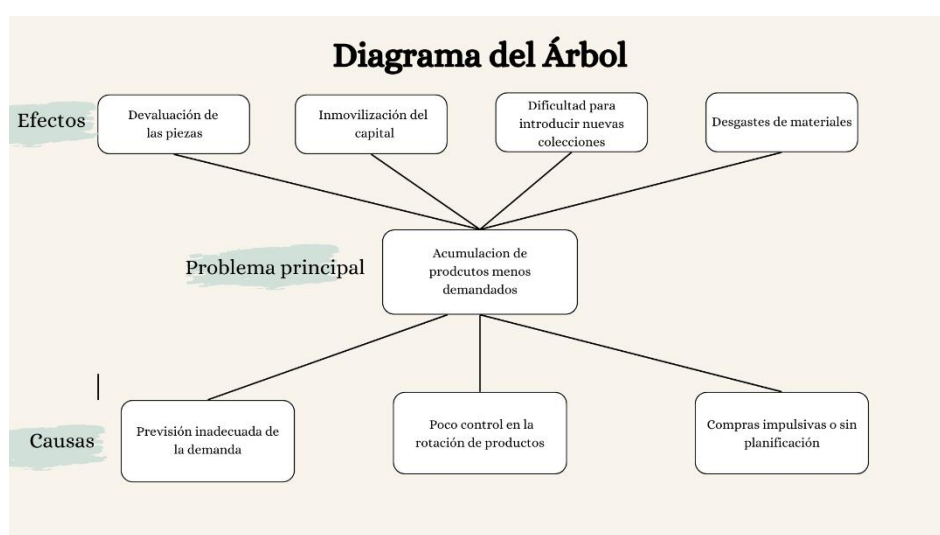 Diagrama del Árbol
Efectos
Devaluación de
las piezas
Inmovilización del
capital
Dificultad para
introducir nuevas
colecciones
Desgastes de materiales
Problema principal
Acumulacion de
prodcutos menos
demandados
Causas
Previsión inadecuada de
la demanda
Poco control en la
rotación de productos
Compras impulsivas o sin
planificación